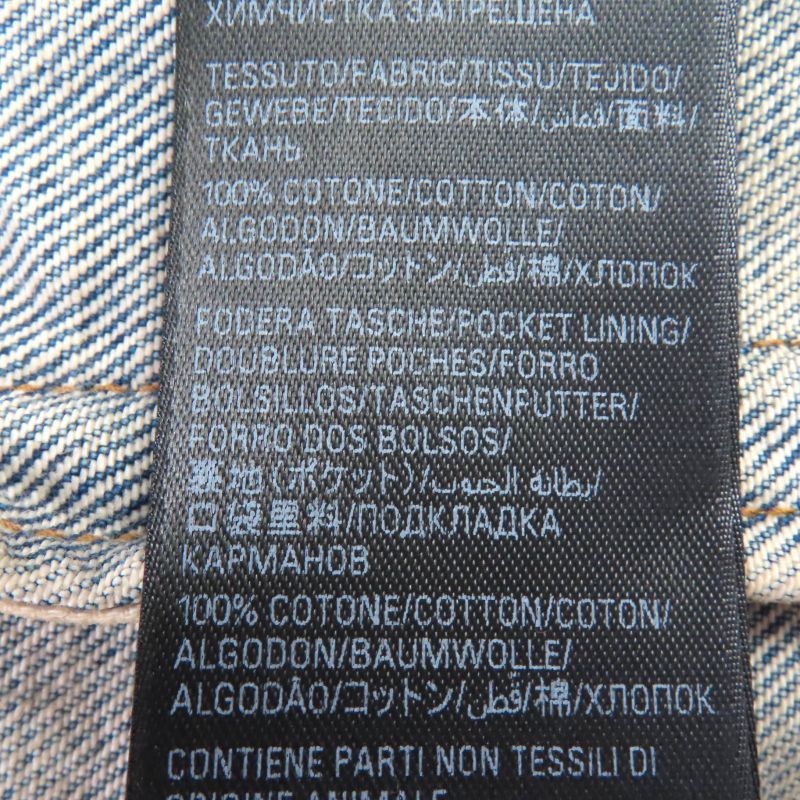 ХИМЧИСТКА ЗАПРЕЩЕНА
TESSUTO/FABRIC/TISSU/TEJIDO/
GEWEBE/TECIDO/本体/قماش/面料/
ТКАНЬ
100% COTONE/COTTON/COTON/
ALGODON/BAUMWOLLE/
ALGODÃO/コットン/قطن/棉/ХЛОПОК
FODERA TASCHE/POCKET LINING/
DOUBLURE POCHES/FORRO
BOLSILLOS/TASCHENFUTTER/
FORRO DOS BOLSOS/
裏地(ポケット)/بطانة الجيوب/
口袋里料/ПОДКЛАДКА
КАРМАНОВ
100% COTONE/COTTON/COTON/
ALGODON/BAUMWOLLE/
ALGODÃO/コットン/قطن/棉/ХЛОПОК
CONTIENE PARTI NON TESSILI DI
ORIGINE ANIMALE